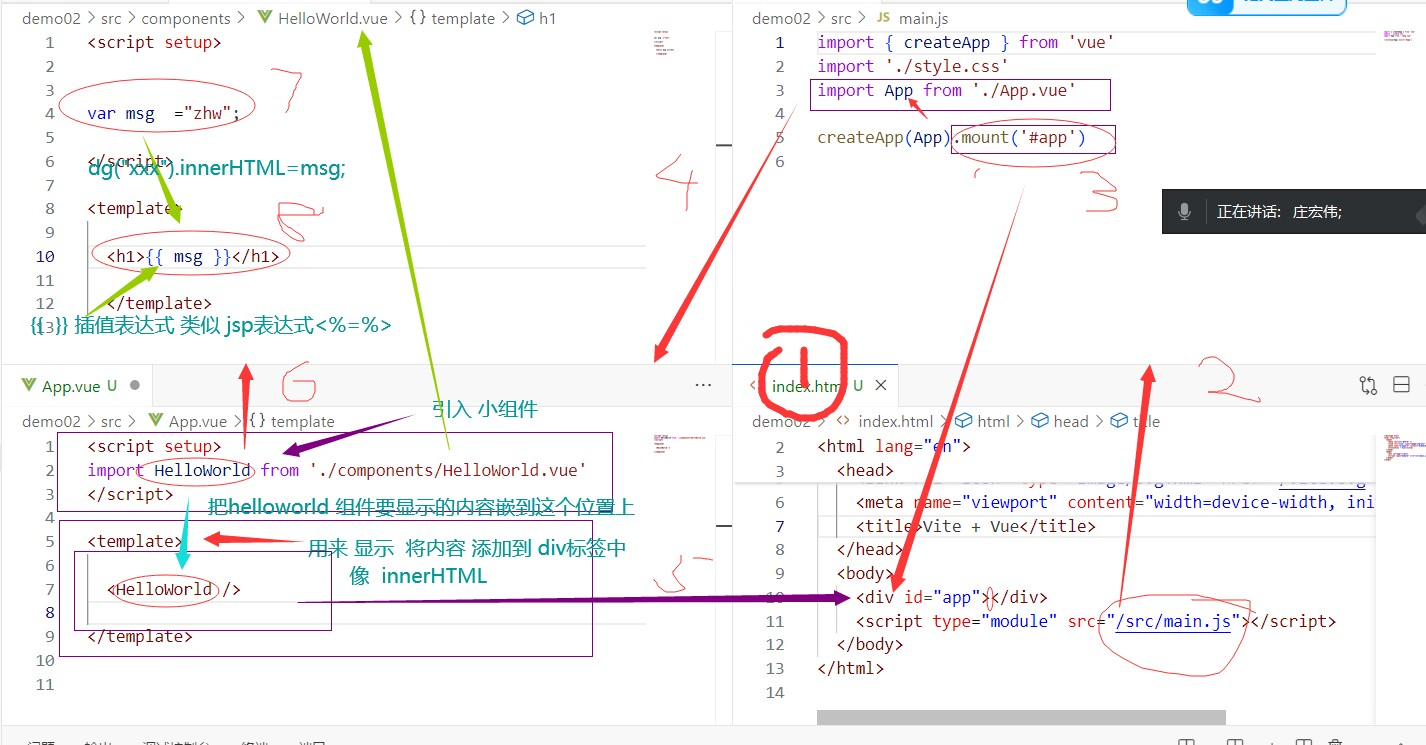 demo02 > src > components > HelloWorld.vue > {} template > h1
1 <script setup>
2
3
7
4 var msg ="zhw";
5
6 </script>
dg("xxx").innerHTML=msg;
7
8 <template>
8
9
10 <h1>{{ msg }}</h1>
11
12 </template>
13
{{ }} 插值表达式 类似 jsp表达式<%=%>
demo02 > src > JS main.js
1 import { createApp } from 'vue'
2 import './style.css'
3 import App from './App.vue'
4
5 createApp(App).mount('#app')
6
4
3
正在讲话: 庄宏伟;
App.vue U
6
...
demo02 > src > App.vue > {} template
引入 小组件
1 <script setup>
2 import HelloWorld from './components/HelloWorld.vue'
3 </script>
把helloworld 组件要显示的内容嵌到这个位置上
4
5 <template>
用来 显示 将内容 添加到 div标签中
6
像 innerHTML
7 <HelloWorld />
5
8
9 </template>
10
11
1
index.html U
2
demo02 > index.html > html > head > title
2 <html lang="en">
3 <head>
6 <meta name="viewport" content="width=device-width, ini
7 <title>Vite + Vue</title>
8 </head>
9 <body>
10 <div id="app"></div>
11 <script type="module" src="/src/main.js"></script>
12 </body>
13 </html>
14